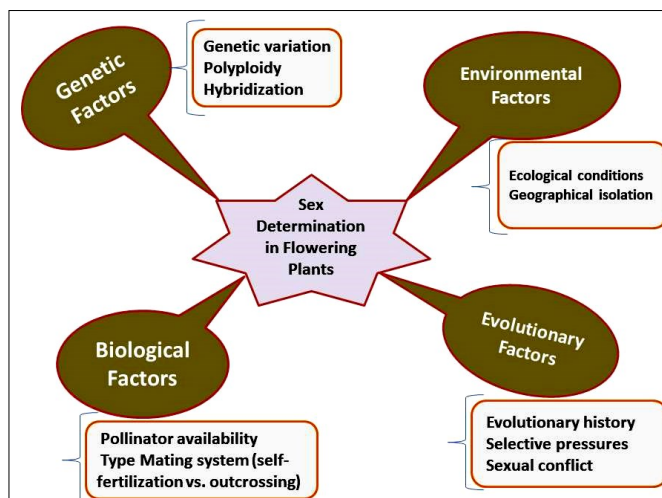 Genetic
Factors
Genetic variation
Polyploidy
Hybridization
Environmental
Factors
Ecological conditions
Geographical isolation
Sex
Determination
in Flowering
Plants
Biological
Factors
Pollinator availability
Type Mating system (self-
fertilization vs. outcrossing)
Evolutionary
Factors
Evolutionary history
Selective pressures
Sexual conflict